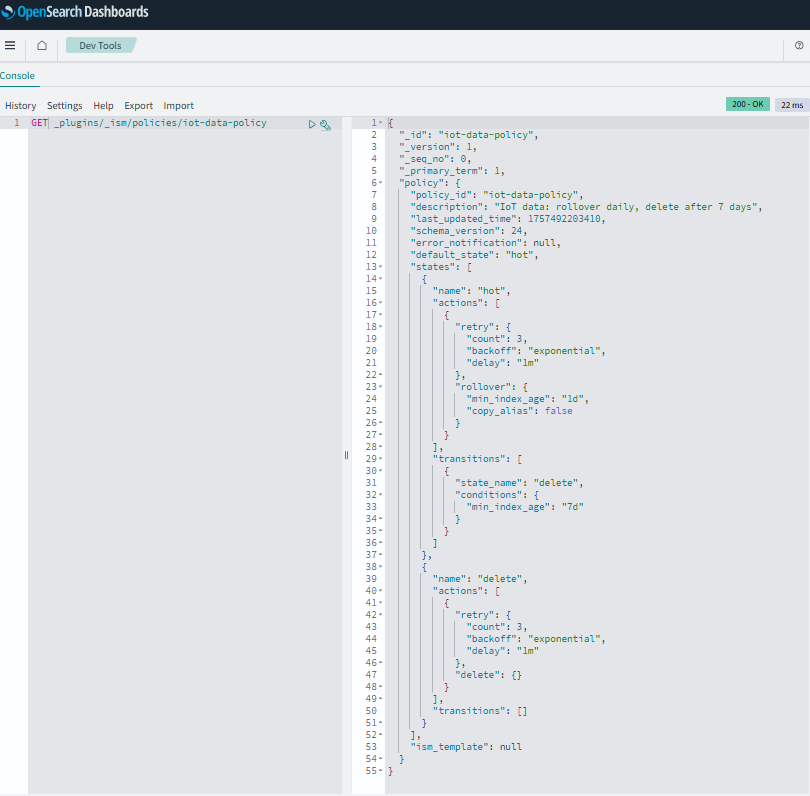 OpenSearch Dashboards
Dev Tools
Console
History Settings Help Export Import
200 - OK 22 ms
1 GET _plugins/_ism/policies/iot-data-policy
1 {
2 "_id": "iot-data-policy",
3 "_version": 1,
4 "_seq_no": 0,
5 "_primary_term": 1,
6 "policy": {
7 "policy_id": "iot-data-policy",
8 "description": "IoT data: rollover daily, delete after 7 days",
9 "last_updated_time": 1757492203410,
10 "schema_version": 24,
11 "error_notification": null,
12 "default_state": "hot",
13 "states": [
14 {
15 "name": "hot",
16 "actions": [
17 {
18 "retry": {
19 "count": 3,
20 "backoff": "exponential",
21 "delay": "1m"
22 },
23 "rollover": {
24 "min_index_age": "1d",
25 "copy_alias": false
26 }
27 }
28 ],
29 "transitions": [
30 {
31 "state_name": "delete",
32 "conditions": {
33 "min_index_age": "7d"
34 }
35 }
36 ]
37 },
38 {
39 "name": "delete",
40 "actions": [
41 {
42 "retry": {
43 "count": 3,
44 "backoff": "exponential",
45 "delay": "1m"
46 },
47 "delete": {}
48 }
49 ],
50 "transitions": []
51 }
52 ],
53 "ism_template": null
54 }
55 }